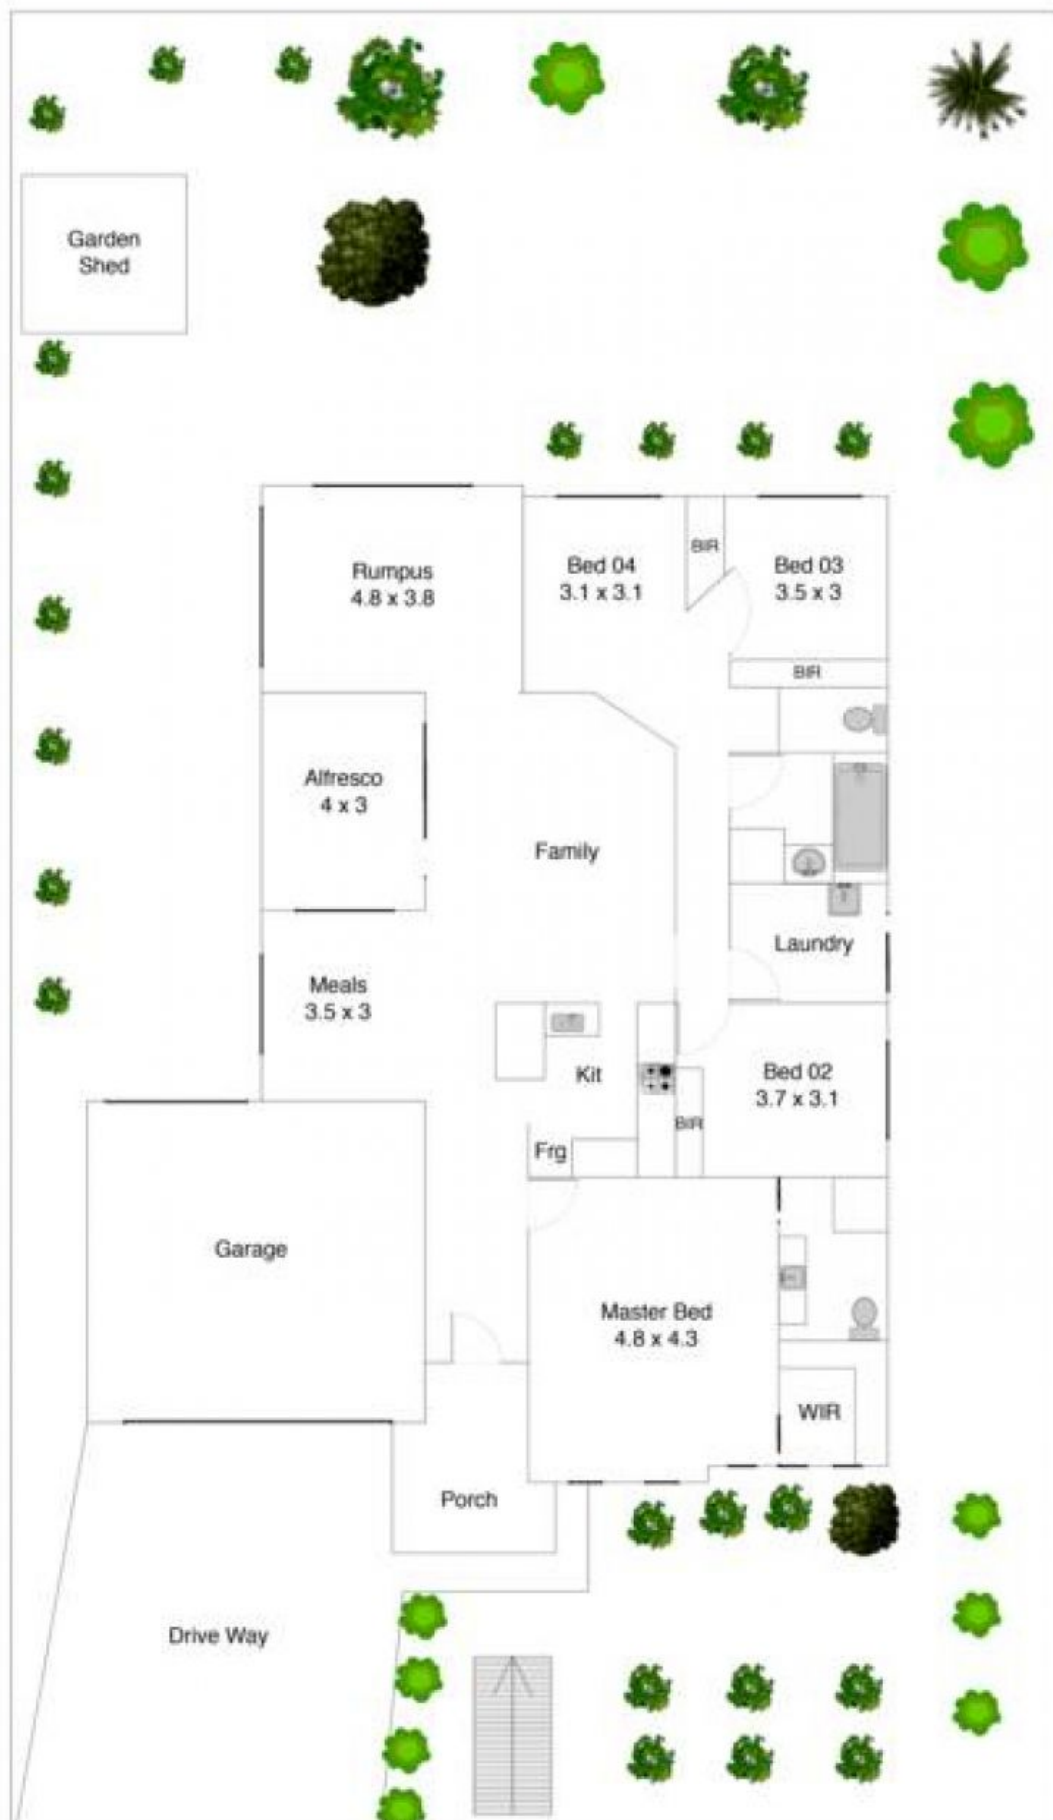 Garden
Shed
Rumpus
4.8 x 3.8
Bed 04
3.1 x 3.1
BIR
Bed 03
3.5 x 3
BIR
Alfresco
4 x 3
Family
Laundry
Meals
3.5 x 3
Kit
Bed 02
3.7 x 3.1
BIR
Frg
Garage
Master Bed
4.8 x 4.3
WIR
Porch
Drive Way